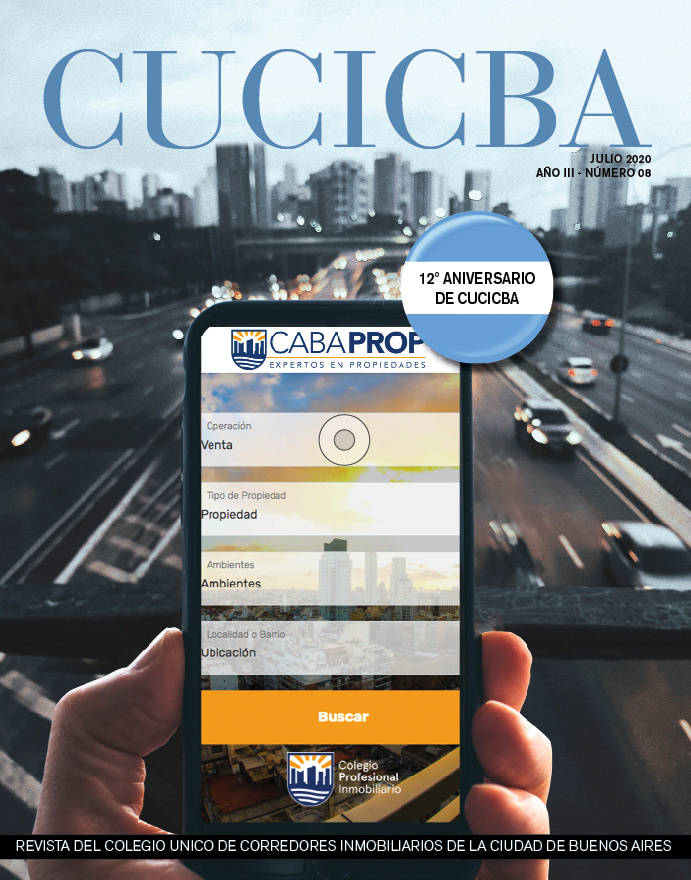 CUCICBA
JULIO 2020
AÑO III - NÚMERO 08
12° ANIVERSARIO
DE CUCICBA
CABAPROP
EXPERTOS EN PROPIEDADES
Operación
Venta
Tipo de Propiedad
Propiedad
Ambientes
Ambientes
Localidad o Barrio
Ubicación
Buscar
Colegio
Profesional
Inmobiliario
REVISTA DEL COLEGIO UNICO DE CORREDORES INMOBILIARIOS DE LA CIUDAD DE BUENOS AIRES